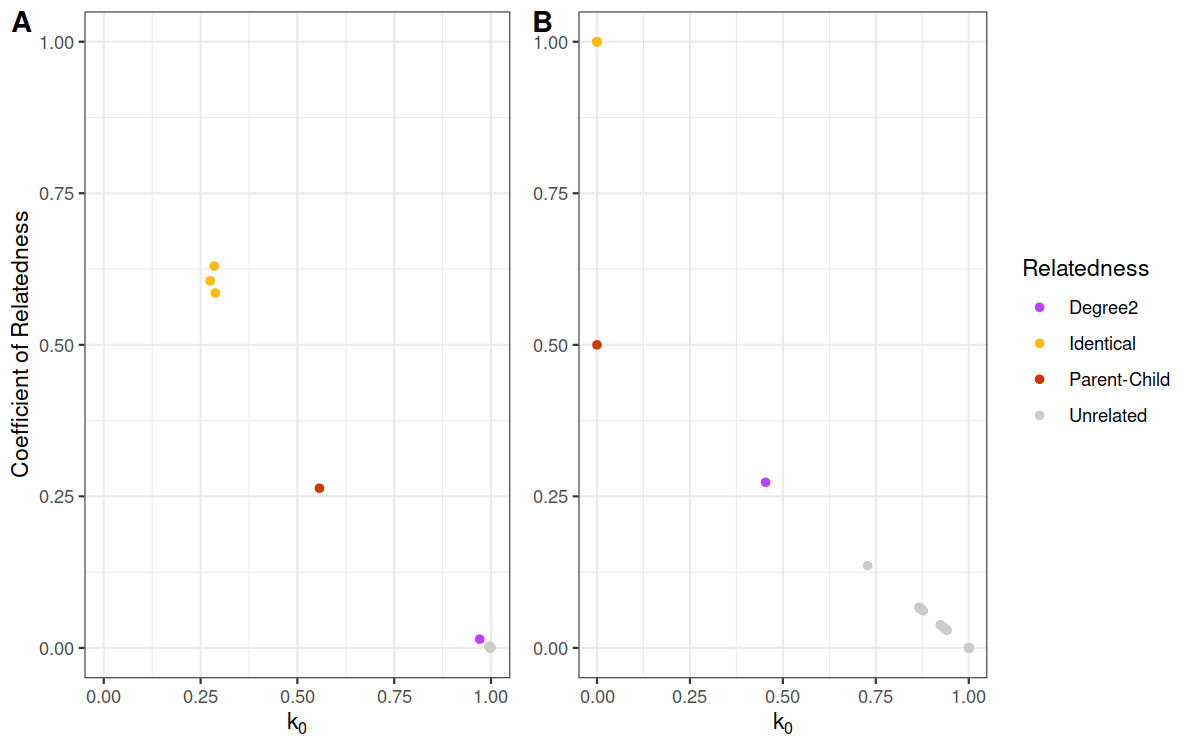 A
B
Coefficient of Relatedness
1.00
0.75
0.50
0.25
0.00
0.00 0.25 0.50 0.75 1.00
k0
1.00
0.75
0.50
0.25
0.00
0.00 0.25 0.50 0.75 1.00
k0
Relatedness
Degree2
Identical
Parent-Child
Unrelated